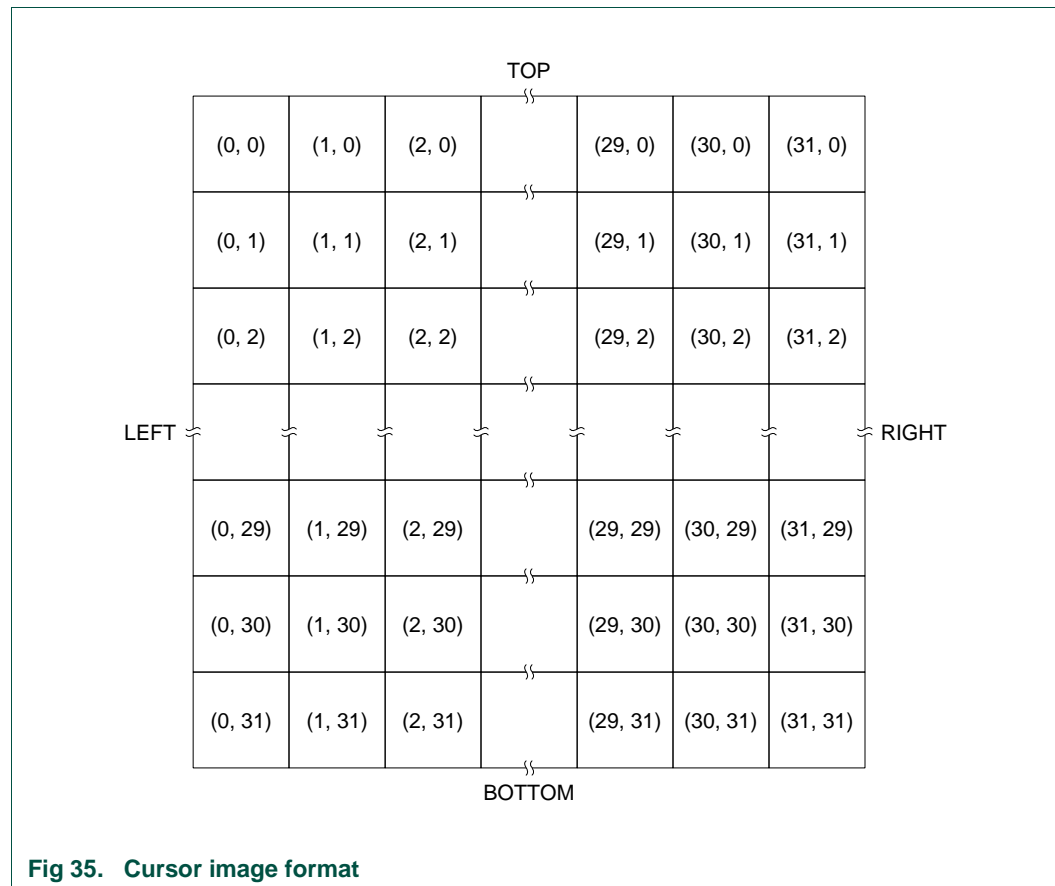 TOP
(0, 0) (1, 0) (2, 0) (29, 0) (30, 0) (31, 0)
(0, 1) (1, 1) (2, 1) (29, 1) (30, 1) (31, 1)
(0, 2) (1, 2) (2, 2) (29, 2) (30, 2) (31, 2)
LEFT RIGHT
(0, 29) (1, 29) (2, 29) (29, 29) (30, 29) (31, 29)
(0, 30) (1, 30) (2, 30) (29, 30) (30, 30) (31, 30)
(0, 31) (1, 31) (2, 31) (29, 31) (30, 31) (31, 31)
BOTTOM
Fig 35. Cursor image format